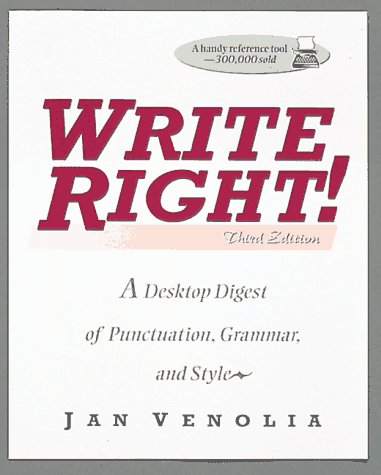 A handy reference tool
—300,000 sold
WRITE
RIGHT!
Third Edition
A Desktop Digest
of Punctuation, Grammar,
and Style
JAN VENOLIA